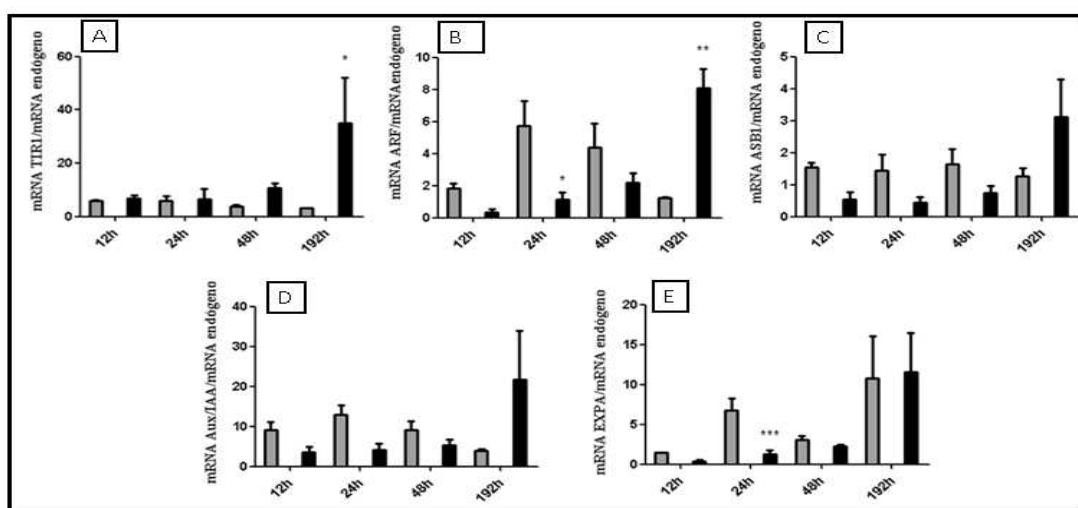 A
mRNA TIR1/mRNA endógeno
60
40
20
0
*
12h
24h
48h
192h
B
mRNA ARF/mRNAendógeno
10
8
6
4
2
0
*
**
12h
24h
48h
192h
C
mRNA ASB1/mRNA endógeno
5
4
3
2
1
0
12h
24h
48h
192h
D
mRNA Aux/IAA/mRNA endógeno
40
30
20
10
0
12h
24h
48h
192h
E
mRNA EXPA/mRNA endógeno
20
15
10
5
0
***
12h
24h
48h
192h